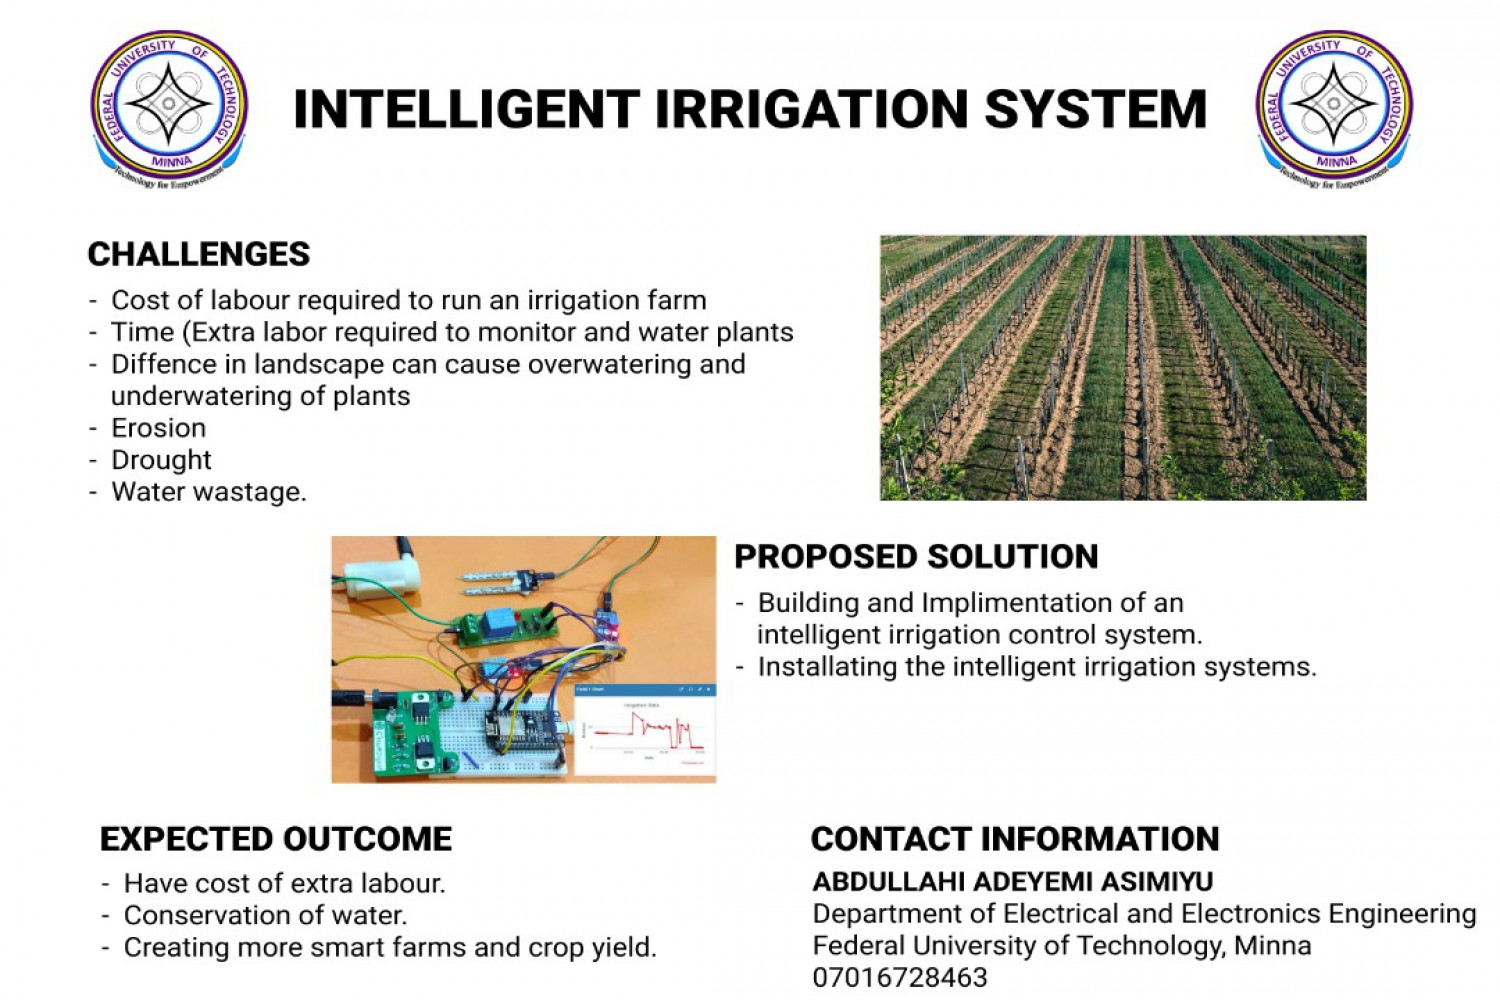 FEDERAL UNIVERSITY OF TECHNOLOGY
MINNA
Technology for Empowerment
INTELLIGENT IRRIGATION SYSTEM
FEDERAL UNIVERSITY OF TECHNOLOGY
MINNA
Technology for Empowerment
CHALLENGES
- Cost of labour required to run an irrigation farm
- Time (Extra labor required to monitor and water plants
- Diffence in landscape can cause overwatering and
underwatering of plants
- Erosion
- Drought
- Water wastage.
PROPOSED SOLUTION
- Building and Implimentation of an
intelligent irrigation control system.
- Installating the intelligent irrigation systems.
Irrigation Data
EXPECTED OUTCOME
- Have cost of extra labour.
- Conservation of water.
- Creating more smart farms and crop yield.
CONTACT INFORMATION
ABDULLAHI ADEYEMI ASIMIYU
Department of Electrical and Electronics Engineering
Federal University of Technology, Minna
07016728463